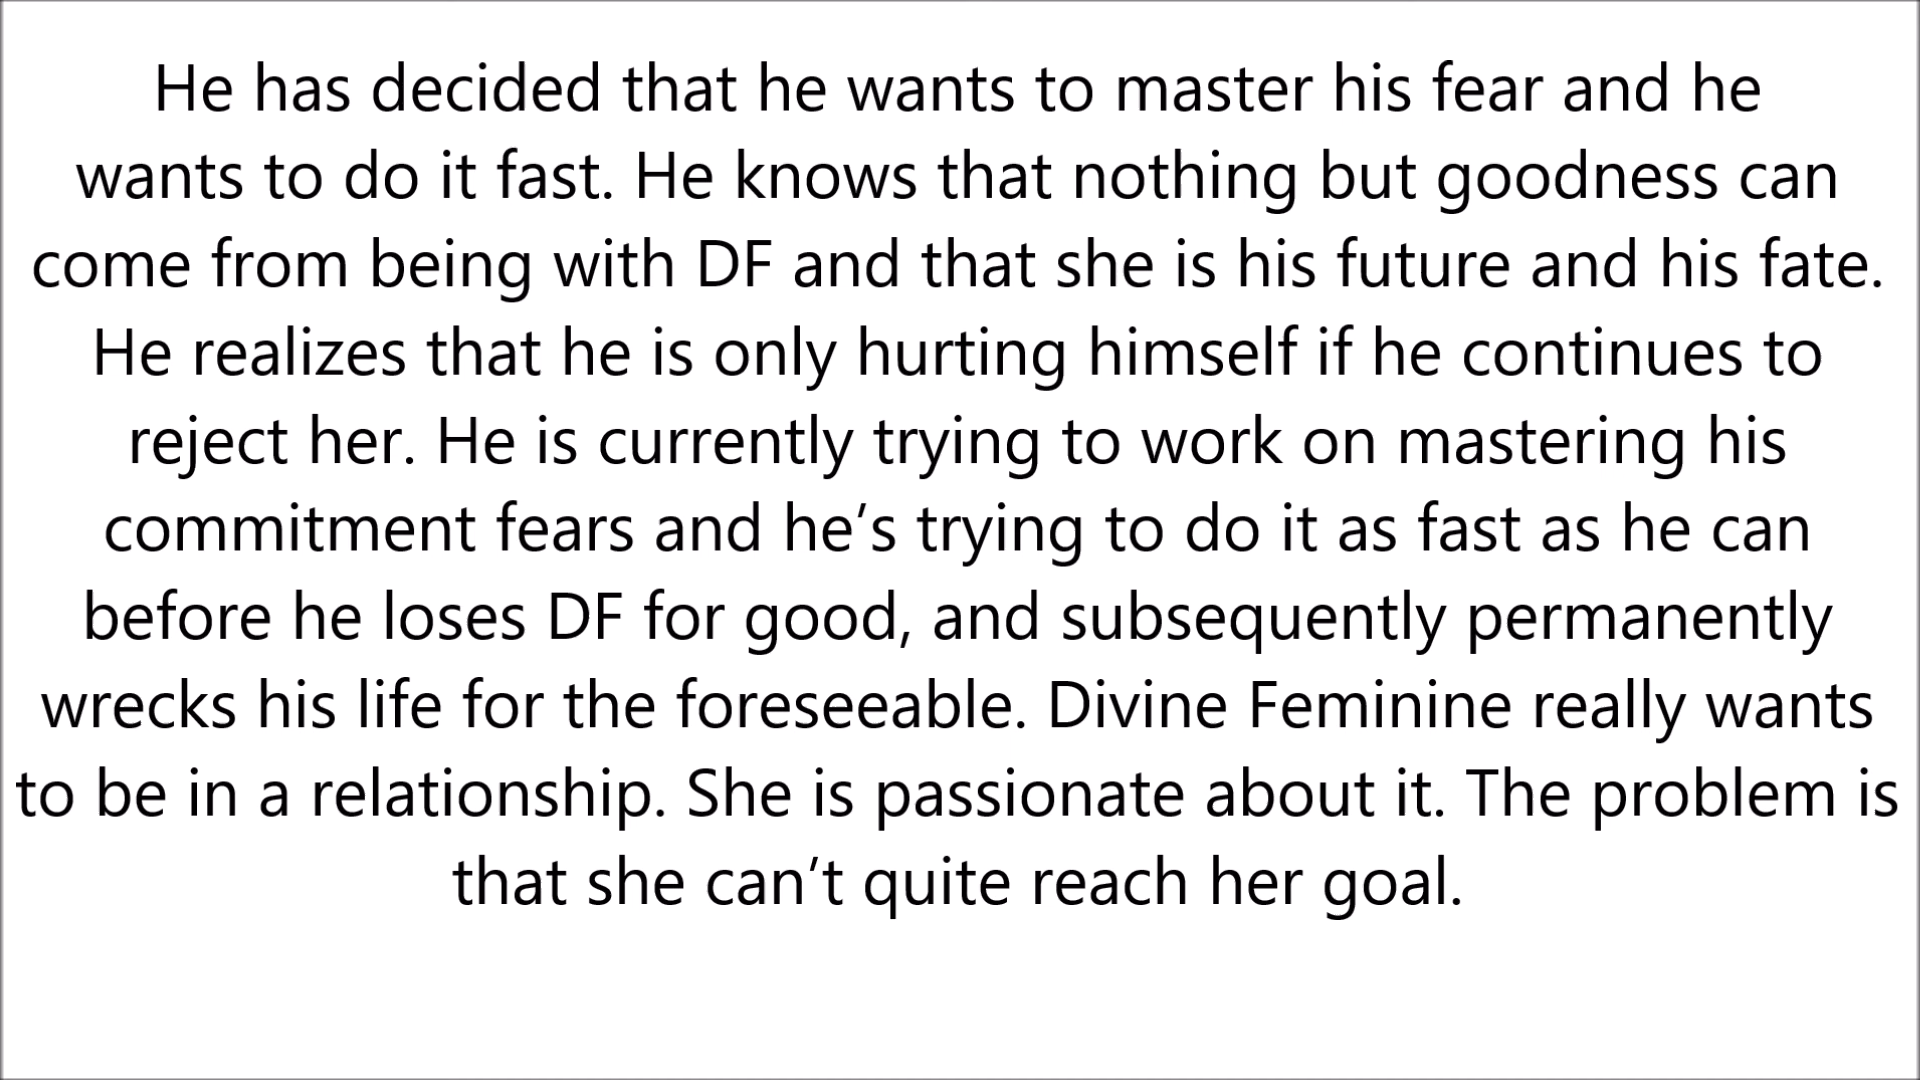 He has decided that he wants to master his fear and he
wants to do it fast. He knows that nothing but goodness can
come from being with DF and that she is his future and his fate.
He realizes that he is only hurting himself if he continues to
reject her. He is currently trying to work on mastering his
commitment fears and he’s trying to do it as fast as he can
before he loses DF for good, and subsequently permanently
wrecks his life for the foreseeable. Divine Feminine really wants
to be in a relationship. She is passionate about it. The problem is
that she can’t quite reach her goal.